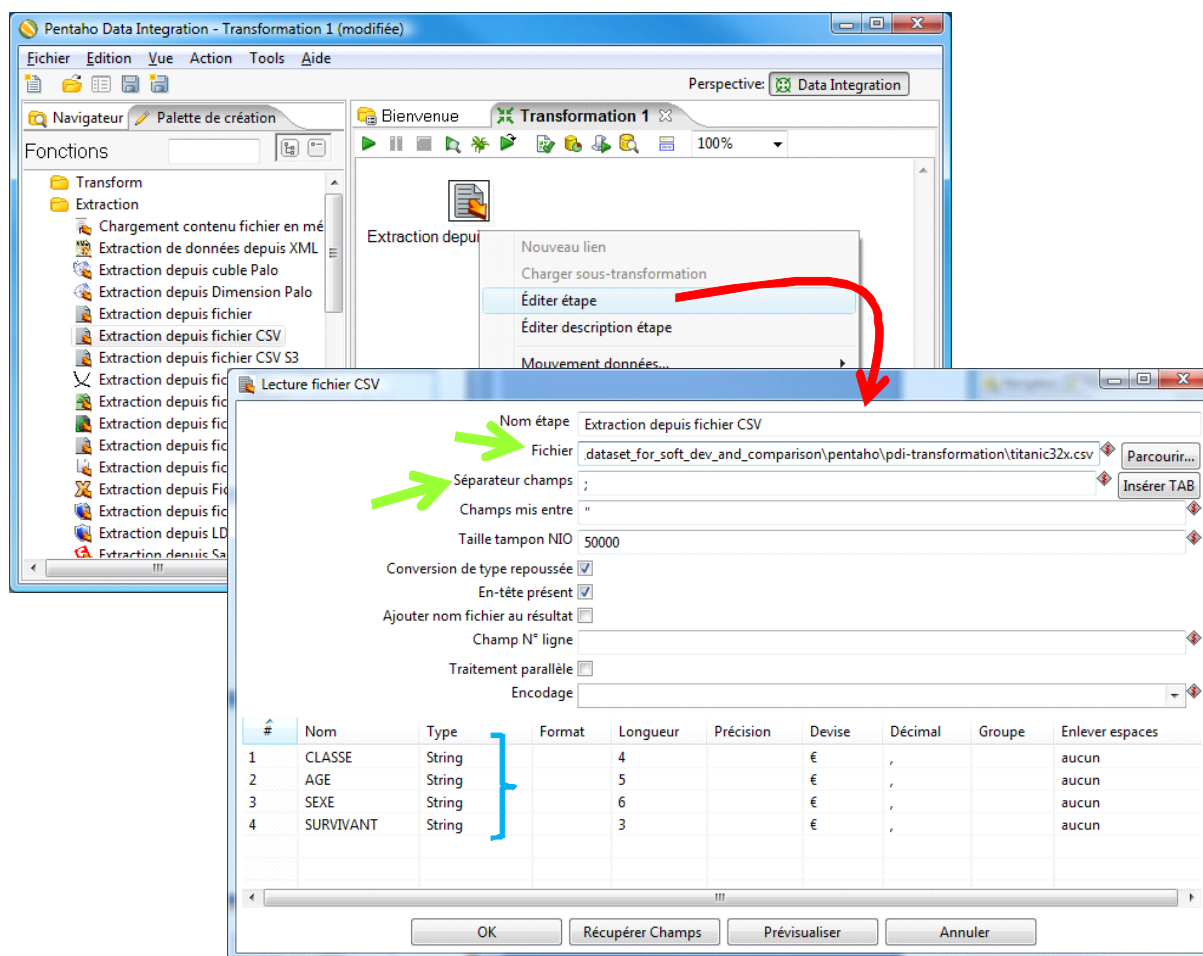 Pentaho Data Integration - Transformation 1 (modifiée)
Fichier Edition Vue Action Tools Aide
Perspective: Data Integration
Navigateur Palette de création
Bienvenue Transformation 1
Fonctions
100%
Transform
Extraction
Chargement contenu fichier en mé
Extraction de données depuis XML
Extraction depuis cuble Palo
Extraction depuis Dimension Palo
Extraction depuis fichier
Extraction depuis fichier CSV
Extraction depuis fichier CSV S3
Extraction depuis fic
Extraction depuis fic
Extraction depuis fic
Extraction depuis fic
Extraction depuis fic
Extraction depuis Fic
Extraction depuis fic
Extraction depuis LD
Extraction depuis Sa
Extraction depui
Nouveau lien
Charger sous-transformation
Éditer étape
Éditer description étape
Mouvement données...
Lecture fichier CSV
Nom étape Extraction depuis fichier CSV
Fichier .dataset_for_soft_dev_and_comparison\pentaho\pdi-transformation\titanic32x.csv Parcourir...
Séparateur champs ; Insérer TAB
Champs mis entre "
Taille tampon NIO 50000
Conversion de type repoussée
En-tête présent
Ajouter nom fichier au résultat
Champ N° ligne
Traitement parallèle
Encodage
# Nom Type Format Longueur Précision Devise Décimal Groupe Enlever espaces
1 CLASSE String 4 € , aucun
2 AGE String 5 € , aucun
3 SEXE String 6 € , aucun
4 SURVIVANT String 3 € , aucun
OK Récupérer Champs Prévisualiser Annuler